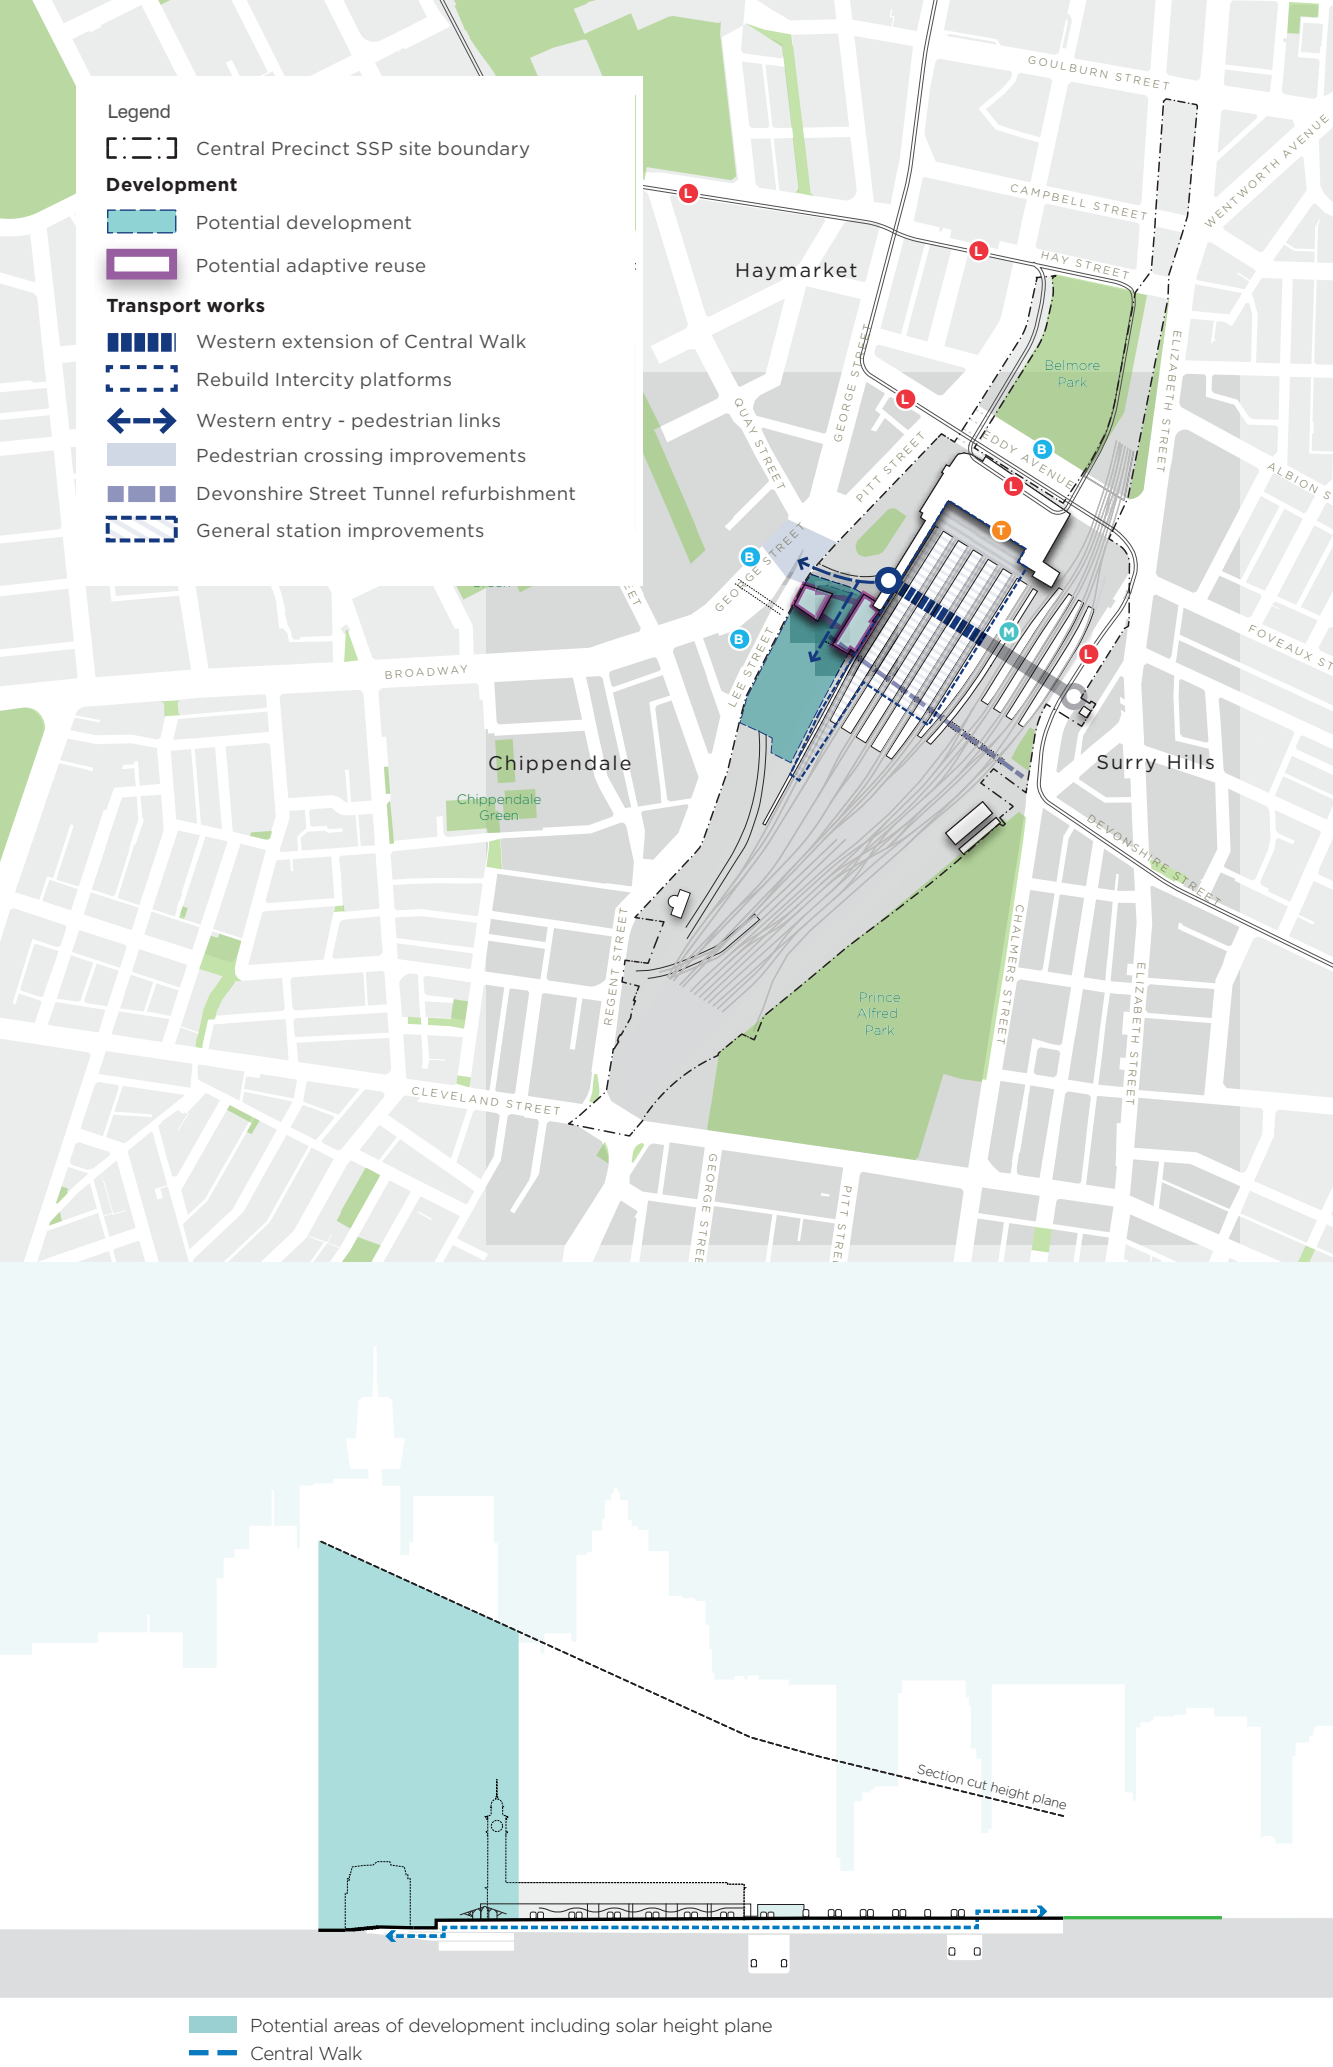 Legend
Central Precinct SSP site boundary
Development
Potential development
Potential adaptive reuse
Transport works
Western extension of Central Walk
Rebuild Intercity platforms
Western entry - pedestrian links
Pedestrian crossing improvements
Devonshire Street Tunnel refurbishment
General station improvements
GOULBURN STREET
WENTWORTH AVENUE
CAMPBELL STREET
L
L
HAY STREET
Haymarket
GEORGE STREET
Belmore
Park
ELIZABETH STREET
L
QUAY STREET
PITT STREET
EDDY AVENUE
B
ALBION S
L
T
GEORGE STREET
B
B
M
L
FOVEAUX ST
LEE STREET
BROADWAY
Chippendale
Surry Hills
Chippendale
Green
DEVONSHIRE STREET
REGENT STREET
CHALMERS STREET
ELIZABETH STREET
Prince
Alfred
Park
CLEVELAND STREET
GEORGE STREE
PITT STREE
Section cut height plane
Potential areas of development including solar height plane
Central Walk